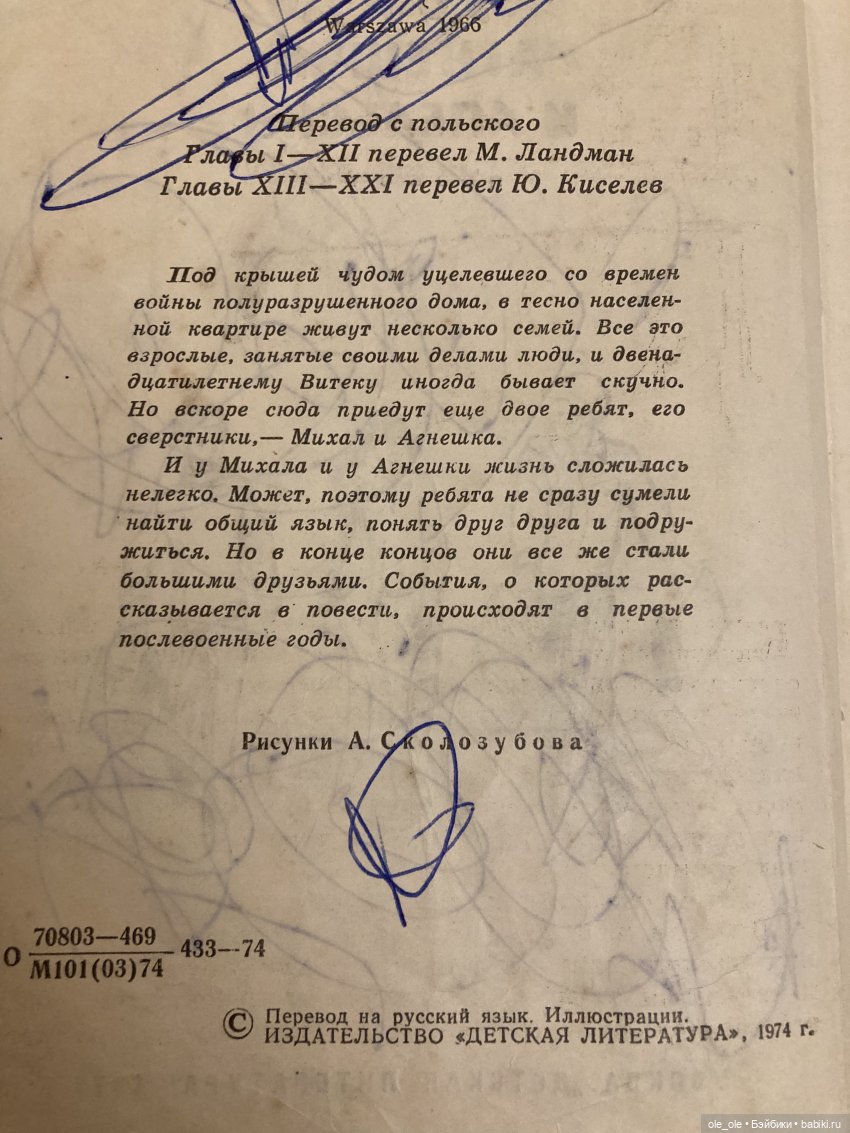 Warszawa 1966
Перевод с польского
Главы I—XII перевел М. Ландман
Главы XIII—XXI перевел Ю. Киселев
Под крышей чудом уцелевшего со времен
войны полуразрушенного дома, в тесно населен-
ной квартире живут несколько семей. Все это
взрослые, занятые своими делами люди, и двена-
дцатилетнему Витеку иногда бывает скучно.
Но вскоре сюда приедут еще двое ребят, его
сверстники,— Михал и Агнешка.
И у Михала и у Агнешки жизнь сложилась
нелегко. Может, поэтому ребята не сразу сумели
найти общий язык, понять друг друга и подру-
житься. Но в конце концов они все же стали
большими друзьями. События, о которых рас-
сказывается в повести, происходят в первые
послевоенные годы.
Рисунки А. Сколозубова
О 70803—469 433—74
М101(03)74
© Перевод на русский язык. Иллюстрации.
ИЗДАТЕЛЬСТВО «ДЕТСКАЯ ЛИТЕРАТУРА», 1974 г.
ole_ole • Бэйбики • babiki.ru